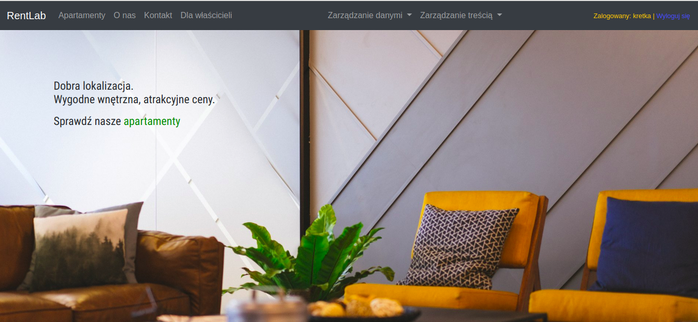 RentLab Apartamenty O nas Kontakt Dla właścicieli Zarządzanie danymi Zarządzanie treścią Zalogowany: kretka | Wyloguj się
Dobra lokalizacja.
Wygodne wnętrzna, atrakcyjne ceny.
Sprawdź nasze apartamenty